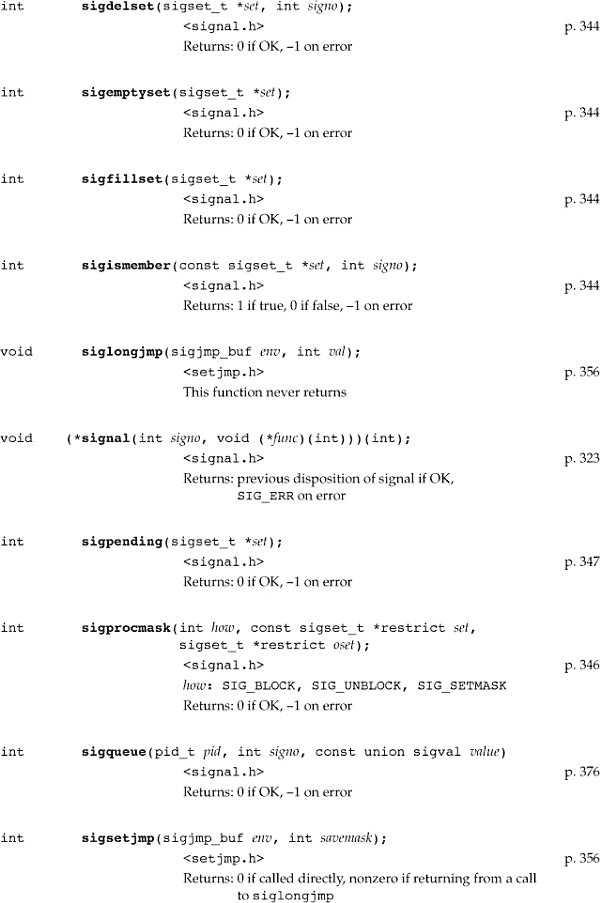 int sigdelset(sigset_t *set, int signo);
<signal.h> p. 344
Returns: 0 if OK, –1 on error
int sigemptyset(sigset_t *set);
<signal.h> p. 344
Returns: 0 if OK, –1 on error
int sigfillset(sigset_t *set);
<signal.h> p. 344
Returns: 0 if OK, –1 on error
int sigismember(const sigset_t *set, int signo);
<signal.h> p. 344
Returns: 1 if true, 0 if false, –1 on error
void siglongjmp(sigjmp_buf env, int val);
<setjmp.h> p. 356
This function never returns
void (*signal(int signo, void (*func)(int)))(int);
<signal.h> p. 323
Returns: previous disposition of signal if OK,
SIG_ERR on error
int sigpending(sigset_t *set);
<signal.h> p. 347
Returns: 0 if OK, –1 on error
int sigprocmask(int how, const sigset_t *restrict set,
sigset_t *restrict oset);
<signal.h> p. 346
how: SIG_BLOCK, SIG_UNBLOCK, SIG_SETMASK
Returns: 0 if OK, –1 on error
int sigqueue(pid_t pid, int signo, const union sigval value)
<signal.h> p. 376
Returns: 0 if OK, –1 on error
int sigsetjmp(sigjmp_buf env, int savemask);
<setjmp.h> p. 356
Returns: 0 if called directly, nonzero if returning from a call
to siglongjmp